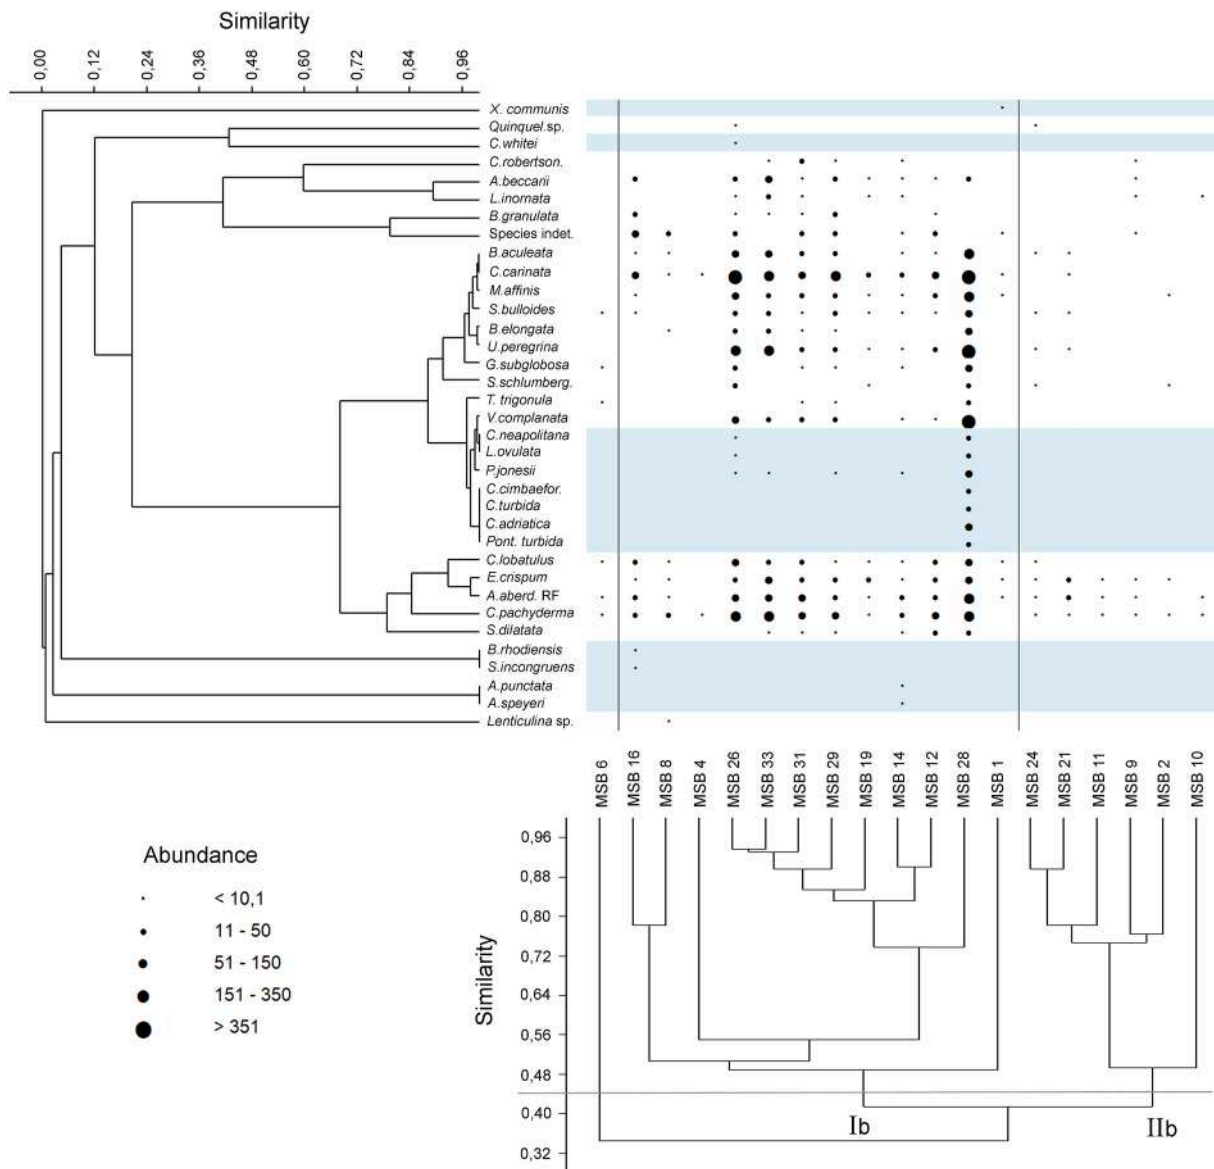 Similarity
0,00 0,12 0,24 0,36 0,48 0,60 0,72 0,84 0,96
X. communis
Quinquel.sp.
C.whitei
C.robertson.
A.beccarii
L.inornata
B.granulata
Species indet.
B.aculeata
C.carinata
M.affinis
S.bulloides
B.elongata
U.peregrina
G.subglobosa
S.schlumberg.
T. trigonula
V.complanata
C.neapolitana
L.ovulata
P.jonesii
C.cimbaefor.
C.turbida
C.adriatica
Pont. turbida
C.lobatulus
E.crispum
A.aberd. RF
C.pachyderma
S.dilatata
B.rhodiensis
S.incongruens
A.punctata
A.speyeri
Lenticulina sp.
MSB 6
MSB 16
MSB 8
MSB 4
MSB 26
MSB 33
MSB 31
MSB 29
MSB 19
MSB 14
MSB 12
MSB 28
MSB 1
MSB 24
MSB 21
MSB 11
MSB 9
MSB 2
MSB 10
Abundance
< 10,1
11 - 50
51 - 150
151 - 350
> 351
Similarity
0,96
0,88
0,80
0,72
0,64
0,56
0,48
0,40
0,32
Ib
IIb